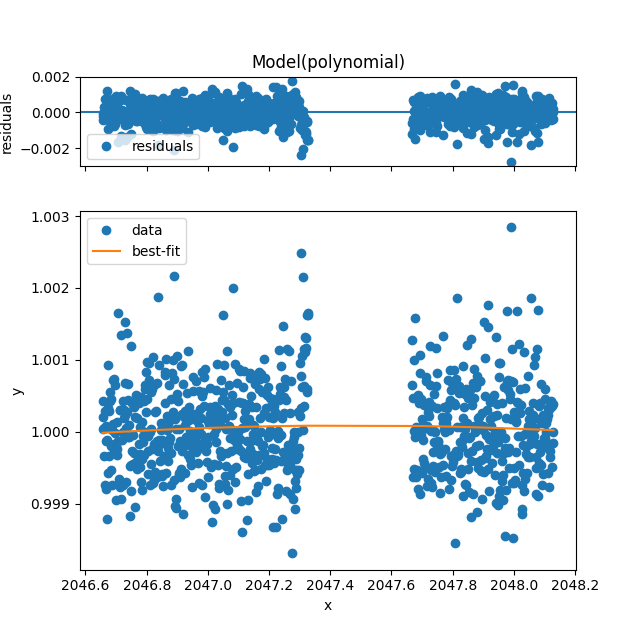 Model(polynomial)
0.002
0.000
−0.002
residuals
residuals
1.003
1.002
1.001
1.000
0.999
y
data
best-fit
2046.6 2046.8 2047.0 2047.2 2047.4 2047.6 2047.8 2048.0 2048.2
x